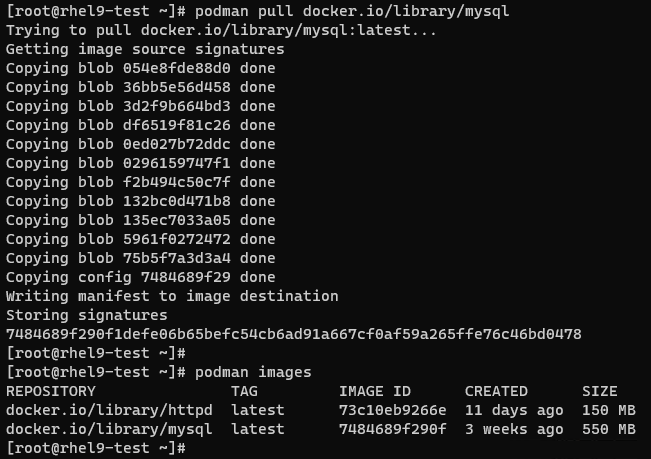 [root@rhel9-test ~]# podman pull docker.io/library/mysql
Trying to pull docker.io/library/mysql:latest...
Getting image source signatures
Copying blob 054e8fde88d0 done
Copying blob 36bb5e56d458 done
Copying blob 3d2f9b664bd3 done
Copying blob df6519f81c26 done
Copying blob 0ed027b72ddc done
Copying blob 0296159747f1 done
Copying blob f2b494c50c7f done
Copying blob 132bc0d471b8 done
Copying blob 135ec7033a05 done
Copying blob 5961f0272472 done
Copying blob 75b5f7a3d3a4 done
Copying config 7484689f29 done
Writing manifest to image destination
Storing signatures
7484689f290f1defe06b65befc54cb6ad91a667cf0af59a265ffe76c46bd0478
[root@rhel9-test ~]#
[root@rhel9-test ~]# podman images
REPOSITORY               TAG         IMAGE ID      CREATED      SIZE
docker.io/library/httpd  latest      73c10eb9266e  11 days ago  150 MB
docker.io/library/mysql  latest      7484689f290f  3 weeks ago  550 MB
[root@rhel9-test ~]#